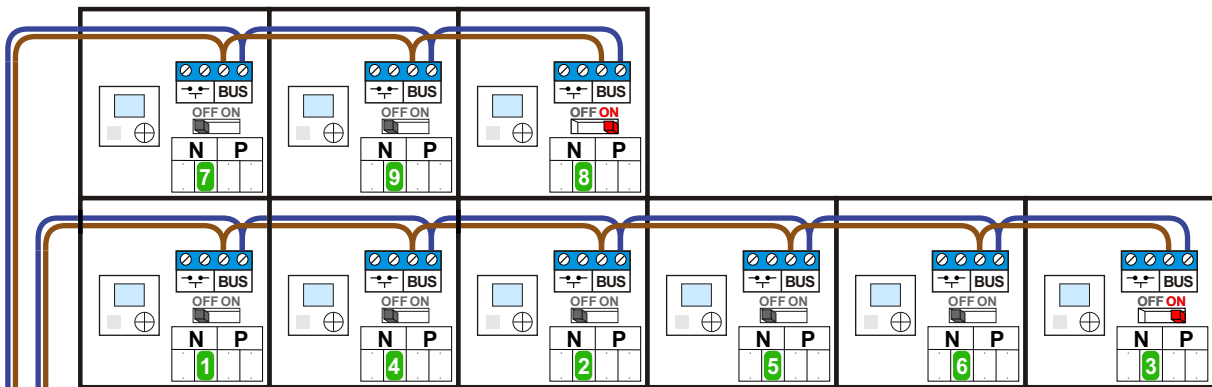 BUS BUS BUS
OFF ON OFF ON OFF ON
N P N P N P
7 9 8
BUS BUS BUS BUS BUS BUS
OFF ON OFF ON OFF ON OFF ON OFF ON OFF ON
N P N P N P N P N P N P
1 4 2 5 6 3